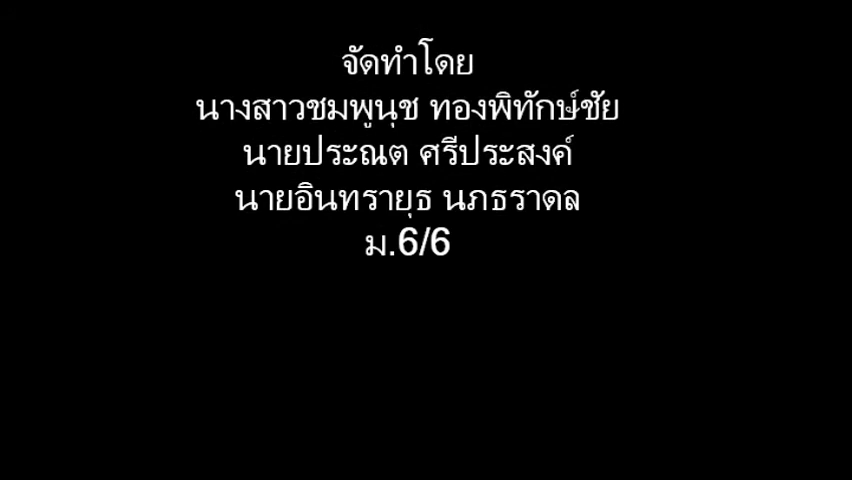 จัดทำโดย
นางสาวชมพูนุช ทองพิทักษ์ชัย
นายประณต ศรีประสงค์
นายอินทรายุธ นภธราดล
ม.6/6